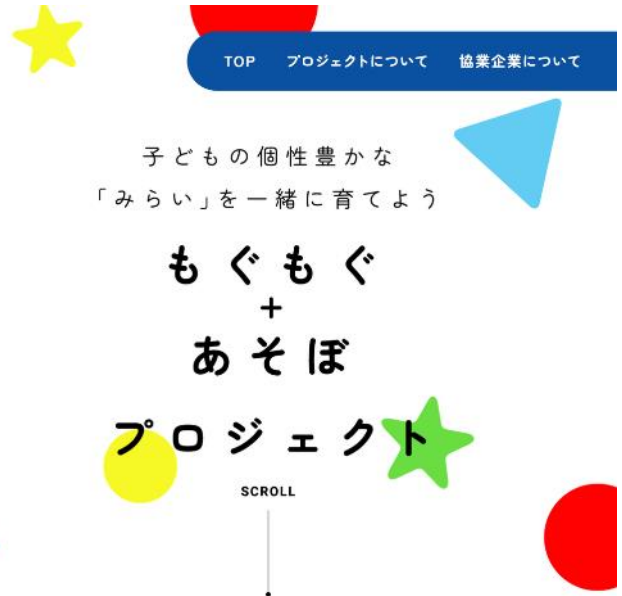 TOP プロジェクトについて 協業企業について
子どもの個性豊かな
「みらい」を一緒に育てよう
もぐもぐ
+
あそぼ
プロジェクト
SCROLL